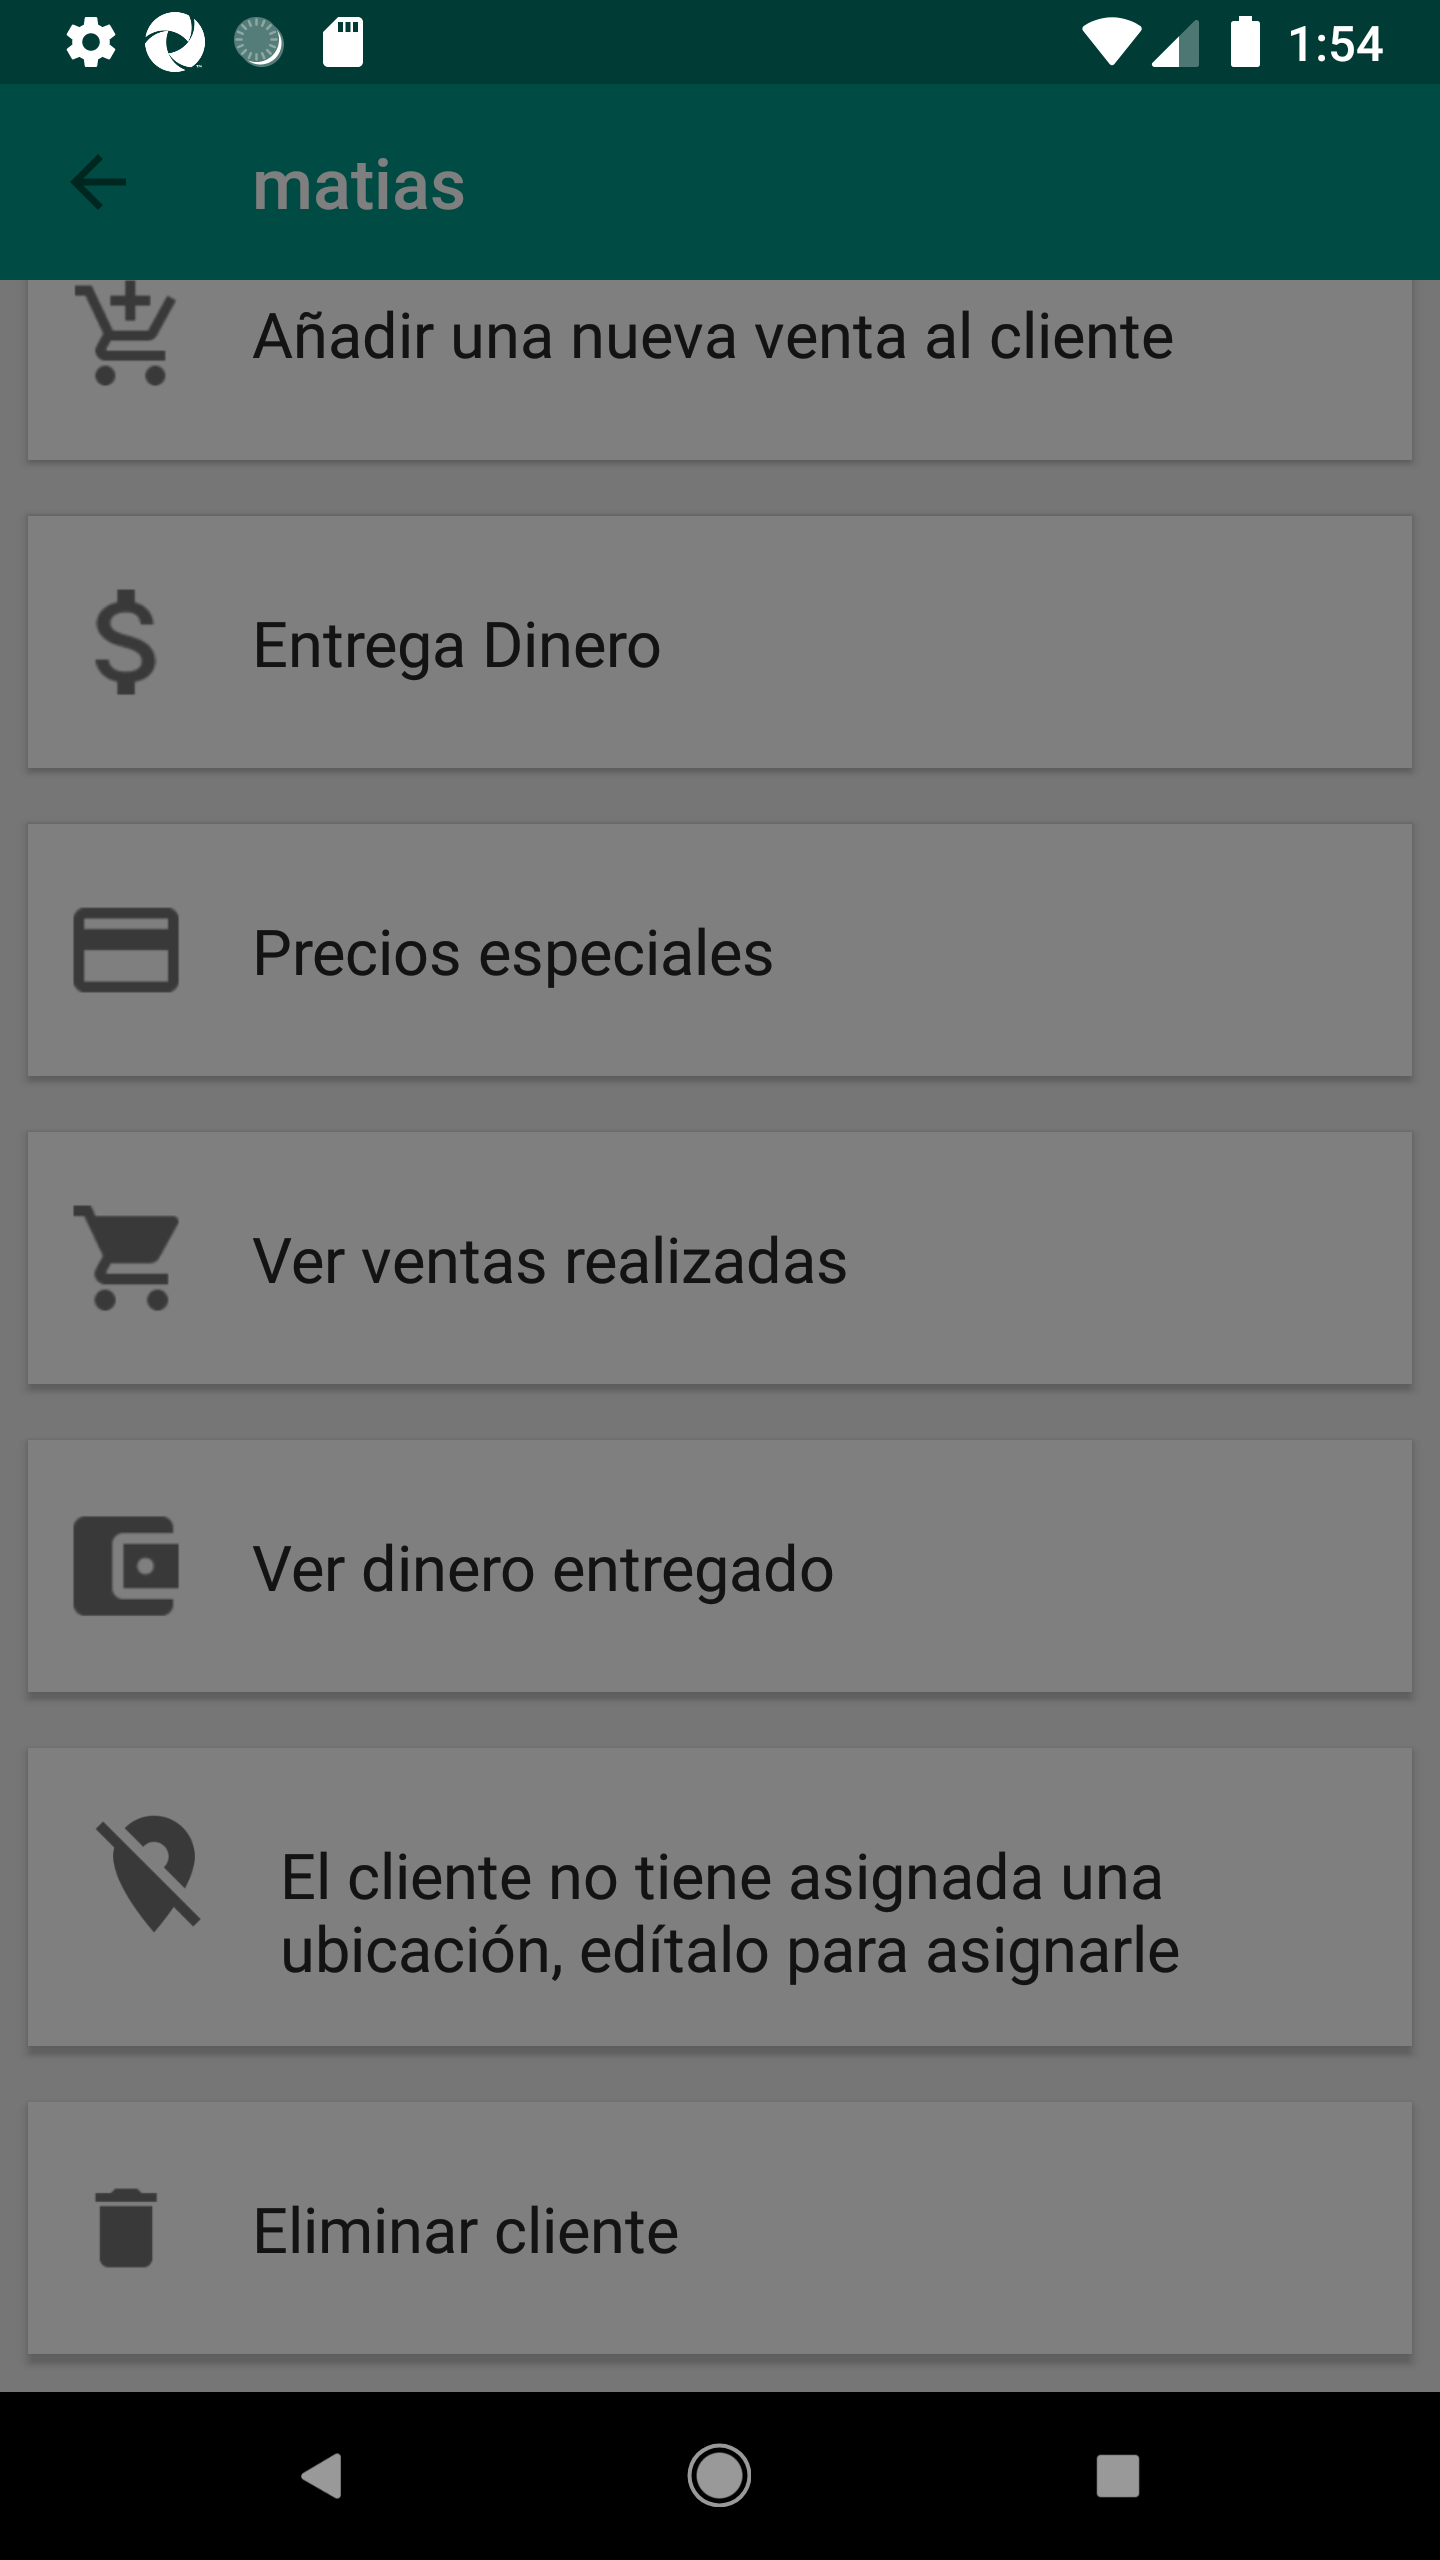 1:54
matias
Añadir una nueva venta al cliente
Entrega Dinero
Precios especiales
Ver ventas realizadas
Ver dinero entregado
El cliente no tiene asignada una
ubicación, edítalo para asignarle
Eliminar cliente